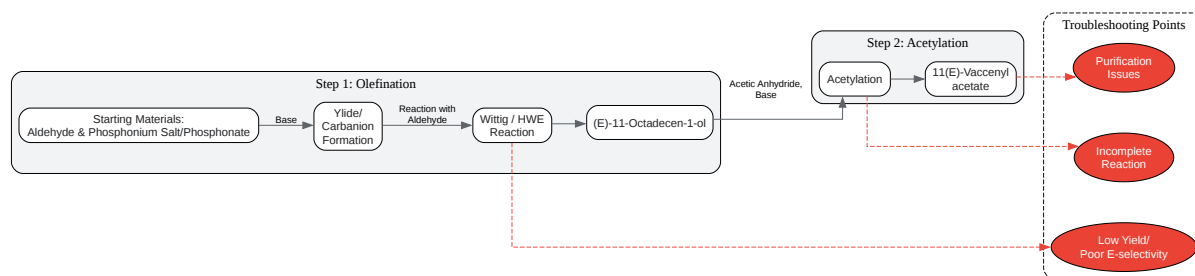 Step 1: Olefination
Starting Materials:
Aldehyde & Phosphonium Salt/Phosphonate
Base
Ylide/
Carbanion
Formation
Reaction with
Aldehyde
Wittig / HWE
Reaction
(E)-11-Octadecen-1-ol
Acetic Anhydride,
Base
Step 2: Acetylation
Acetylation
11(E)-Vaccenyl
acetate
Troubleshooting Points
Purification
Issues
Incomplete
Reaction
Low Yield/
Poor E-selectivity